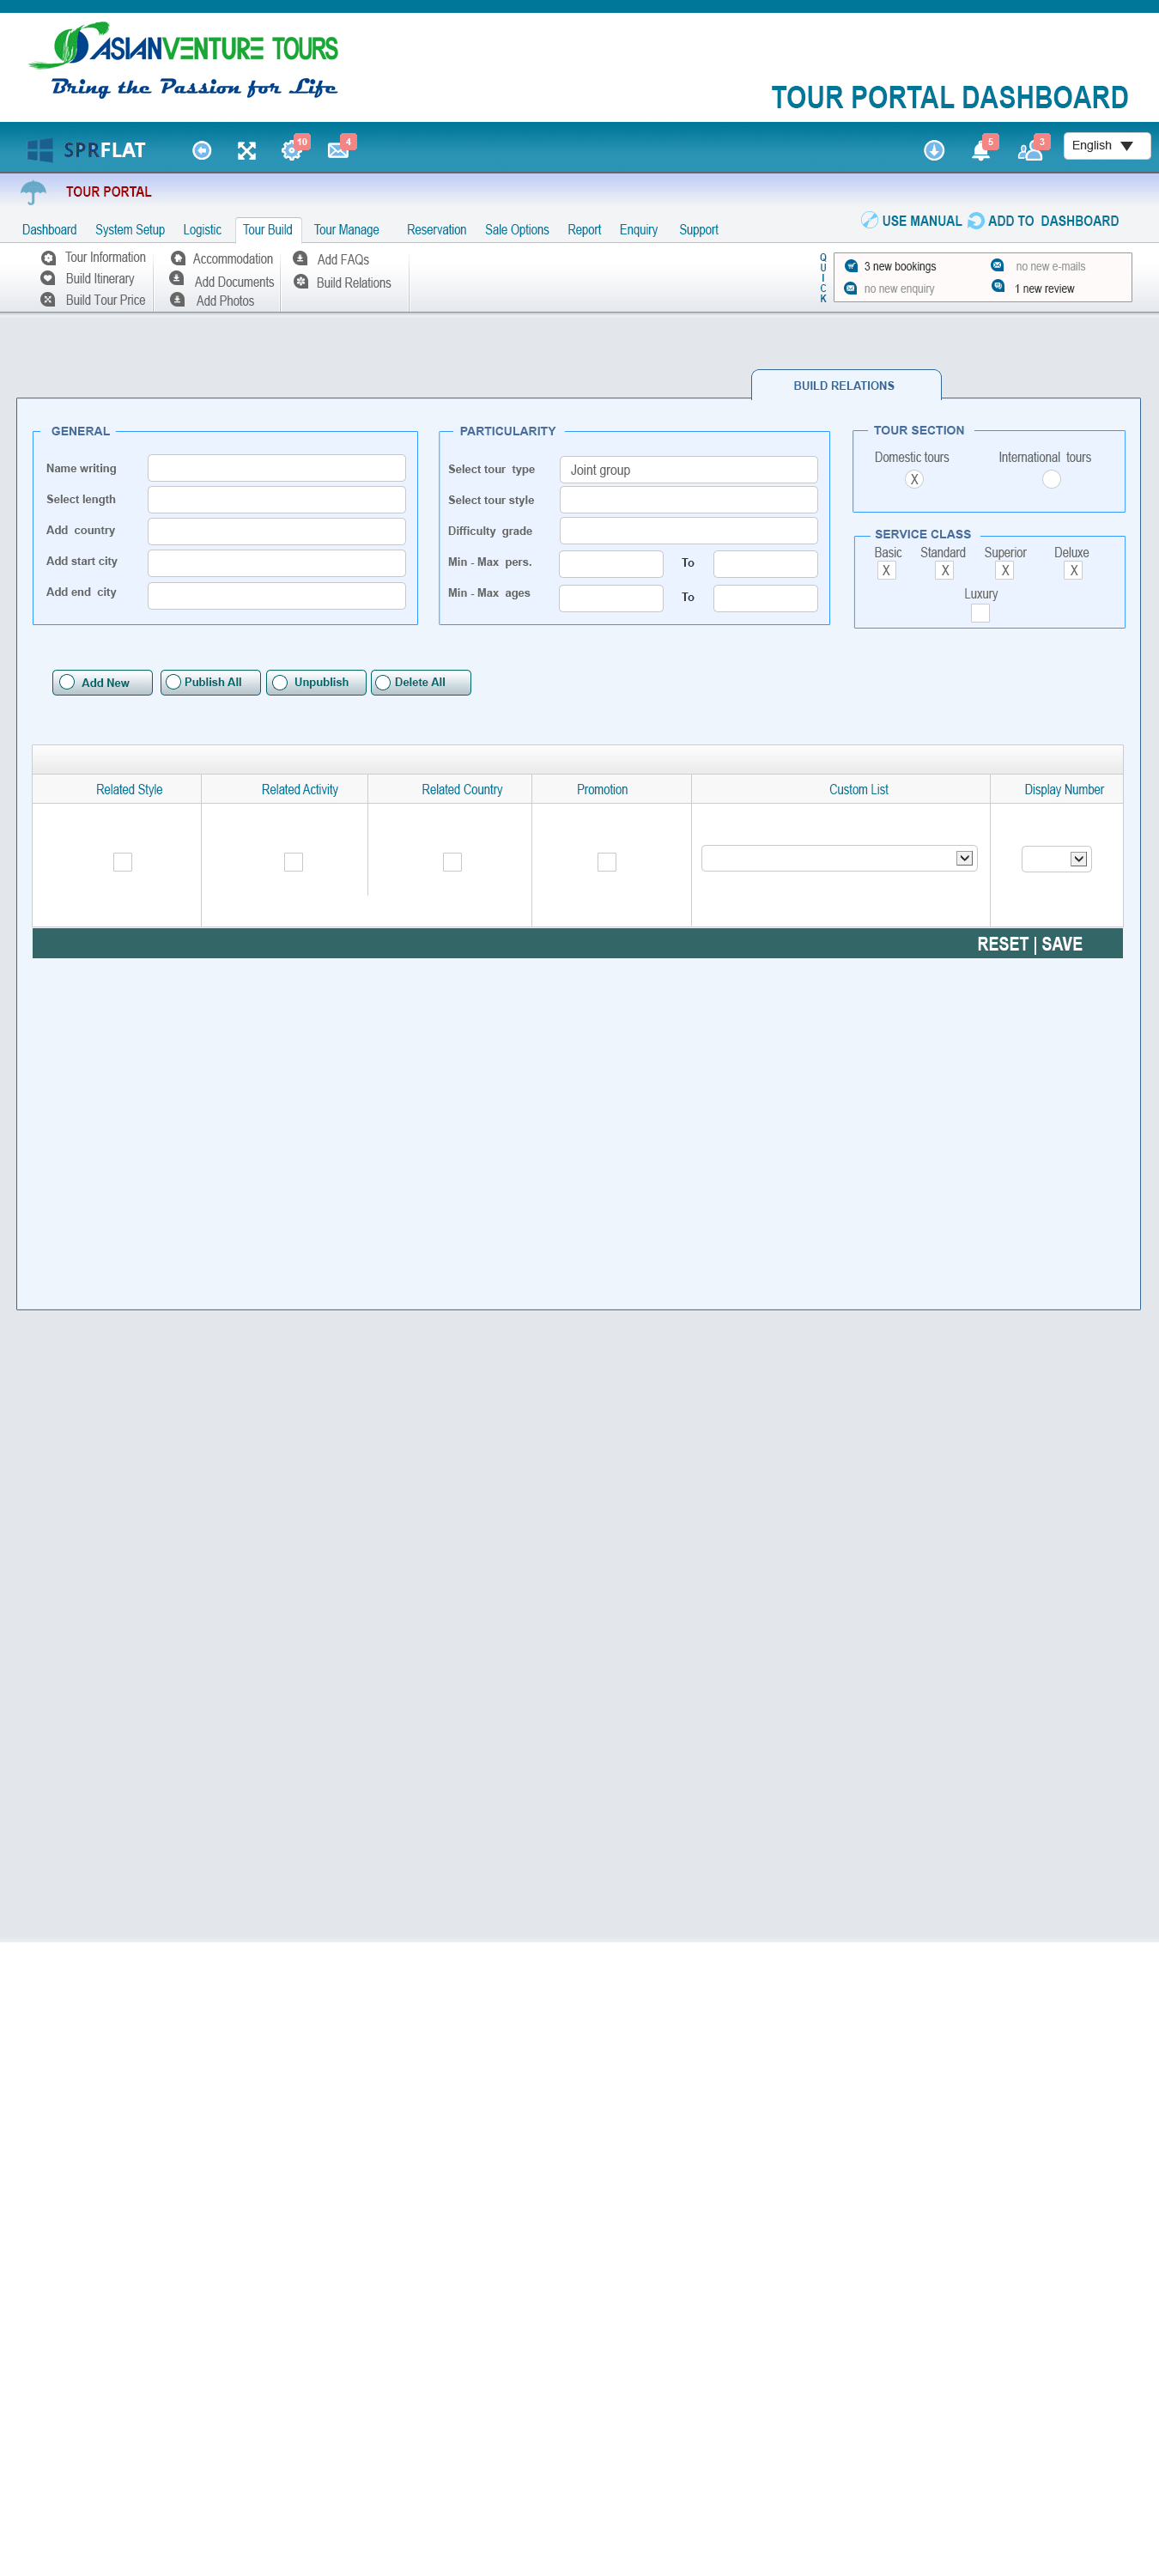 ASIANVENTURE TOURS
Bring the Passion for Life
TOUR PORTAL DASHBOARD
SPRFLAT
10
4
5
3
English
TOUR PORTAL
USE MANUAL
ADD TO DASHBOARD
Dashboard
System Setup
Logistic
Tour Build
Tour Manage
Reservation
Sale Options
Report
Enquiry
Support
Tour Information
Build Itinerary
Build Tour Price
Accommodation
Add Documents
Add Photos
Add FAQs
Build Relations
QUICK
3 new bookings
no new e-mails
no new enquiry
1 new review
BUILD RELATIONS
GENERAL
Name writing
Select length
Add country
Add start city
Add end city
PARTICULARITY
Select tour type
Joint group
Select tour style
Difficulty grade
Min - Max pers.
To
Min - Max ages
To
TOUR SECTION
Domestic tours
International tours
X
SERVICE CLASS
Basic
Standard
Superior
Deluxe
X
X
X
X
Luxury
Add New
Publish All
Unpublish
Delete All
Related Style
Related Activity
Related Country
Promotion
Custom List
Display Number
RESET | SAVE